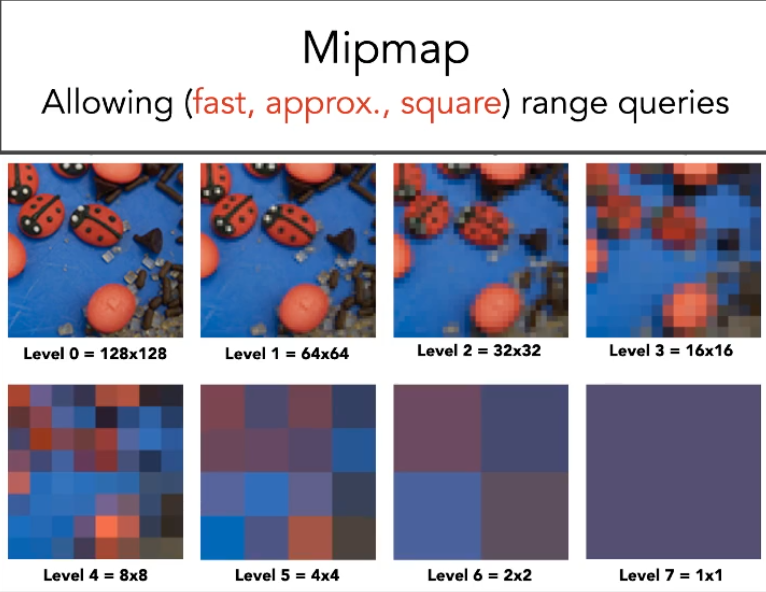 Mipmap
Allowing (fast, approx., square) range queries
Level 0 = 128x128
Level 1 = 64x64
Level 2 = 32x32
Level 3 = 16x16
Level 4 = 8x8
Level 5 = 4x4
Level 6 = 2x2
Level 7 = 1x1